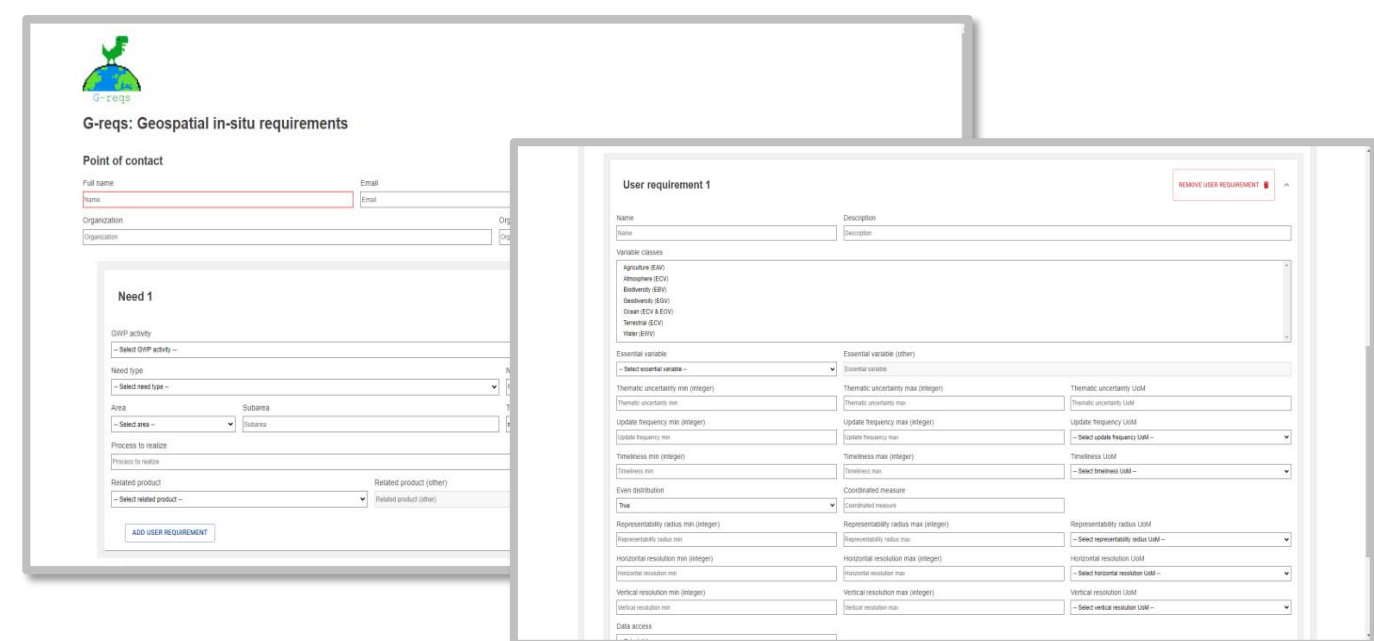 G-reqs
G-reqs: Geospatial in-situ requirements
Point of contact
Full name Email
Name Email
Organization Org
Organization Org
Need 1
GWP activity
-- Select GWP activity --
Need type N
-- Select need type --
Area Subarea T
-- Select area -- Subarea
Process to realize
Process to realize
Related product Related product (other)
-- Select related product -- Related product (other)
ADD USER REQUIREMENT
User requirement 1 REMOVE USER REQUIREMENT
Name Description
Name Description
Variable classes
Agriculture (EAV)
Atmosphere (ECV)
Biodiversity (EBV)
Geodiversity (EGV)
Ocean (ECV & EOV)
Terrestrial (ECV)
Water (EWV)
Essential variable Essential variable (other)
-- Select essential variable -- Essential variable
Thematic uncertainty min (integer) Thematic uncertainty max (integer) Thematic uncertainty UoM
Thematic uncertainty min Thematic uncertainty max Thematic uncertainty UoM
Update frequency min (integer) Update frequency max (integer) Update frequency UoM
Update frequency min Update frequency max -- Select update frequency UoM --
Timeliness min (integer) Timeliness max (integer) Timeliness UoM
Timeliness min Timeliness max -- Select timeliness UoM --
Even distribution Coordinated measure
True Coordinated measure
Representability radius min (integer) Representability radius max (integer) Representability radius UoM
Representability radius min Representability radius max -- Select representability radius UoM --
Horizontal resolution min (integer) Horizontal resolution max (integer) Horizontal resolution UoM
Horizontal resolution min Horizontal resolution max -- Select horizontal resolution UoM --
Vertical resolution min (integer) Vertical resolution max (integer) Vertical resolution UoM
Vertical resolution min Vertical resolution max -- Select vertical resolution UoM --
Data access